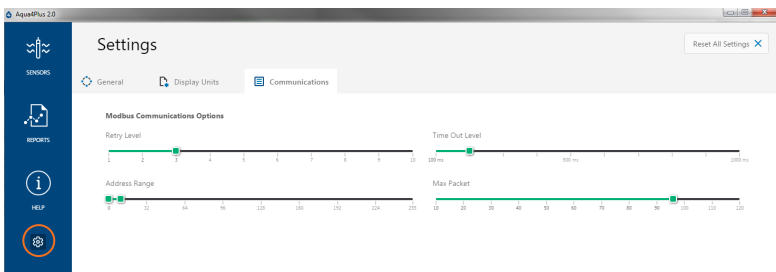 Aqua4Plus 2.0
Settings
Reset All Settings
SENSORS
General
Display Units
Communications
Modbus Communications Options
Retry Level
1 2 3 4 5 6 7 8 9 10
Time Out Level
100 ms 500 ms 1000 ms
REPORTS
Address Range
0 32 64 96 128 160 192 224 255
Max Packet
10 20 30 40 50 60 70 80 90 100 110 120
HELP